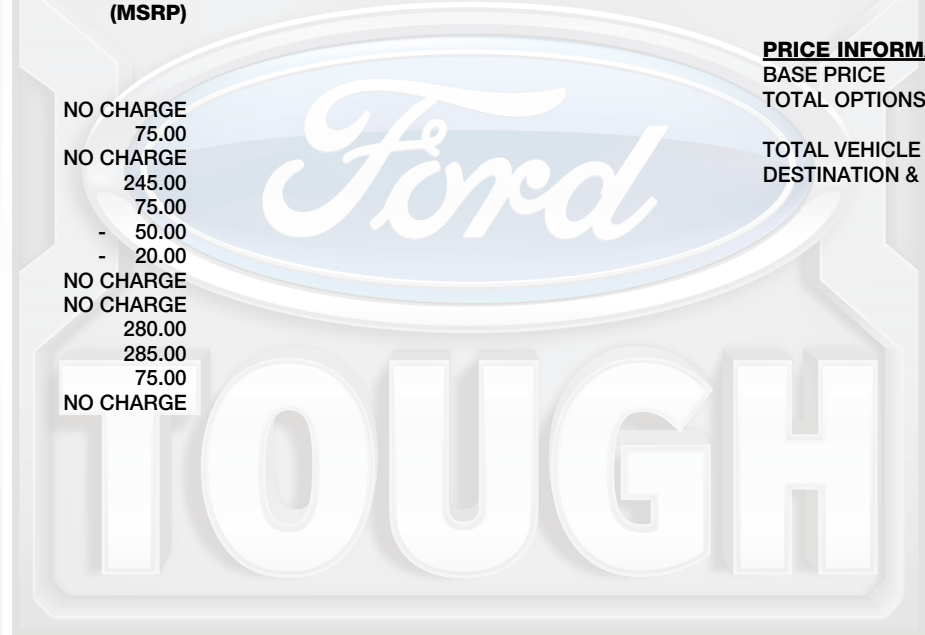 (MSRP)
NO CHARGE
75.00
NO CHARGE
245.00
75.00
- 50.00
- 20.00
NO CHARGE
NO CHARGE
280.00
285.00
75.00
NO CHARGE
PRICE INFORMA
BASE PRICE
TOTAL OPTIONS
TOTAL VEHICLE
DESTINATION &
Ford
TOUGH